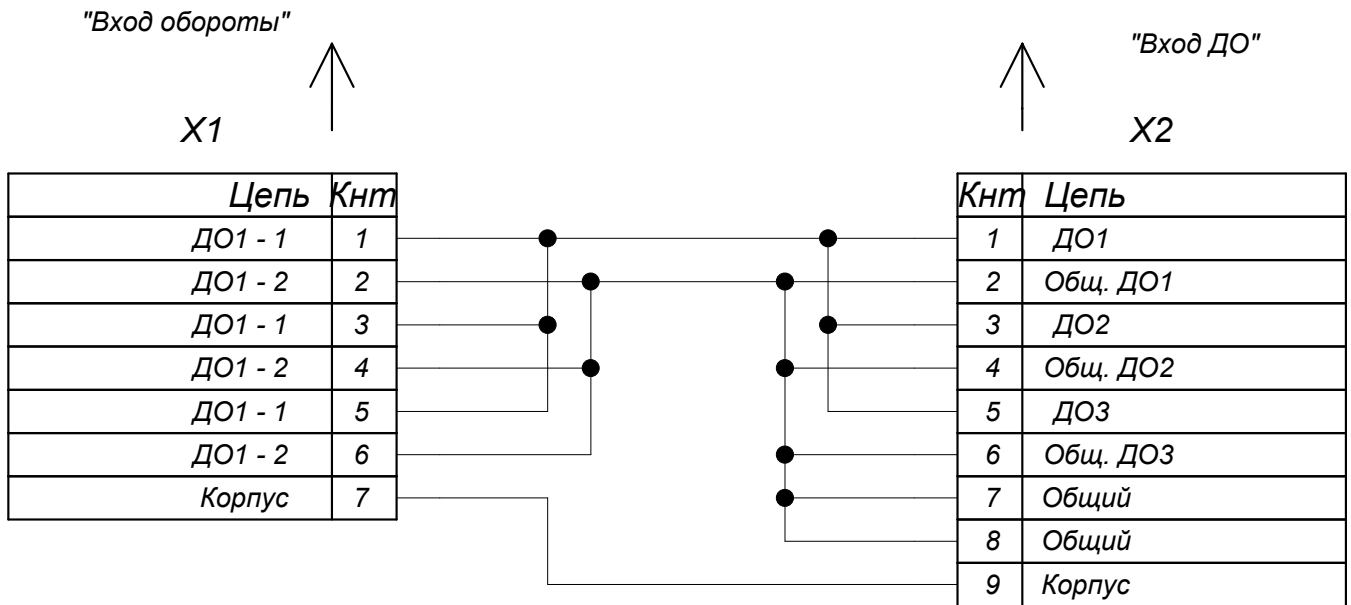 "Вход обороты"
"Вход ДО"
X1
X2
Цепь Кнт
ДО1 - 1 1
ДО1 - 2 2
ДО1 - 1 3
ДО1 - 2 4
ДО1 - 1 5
ДО1 - 2 6
Корпус 7
Кнт Цепь
1 ДО1
2 Общ. ДО1
3 ДО2
4 Общ. ДО2
5 ДО3
6 Общ. ДО3
7 Общий
8 Общий
9 Корпус